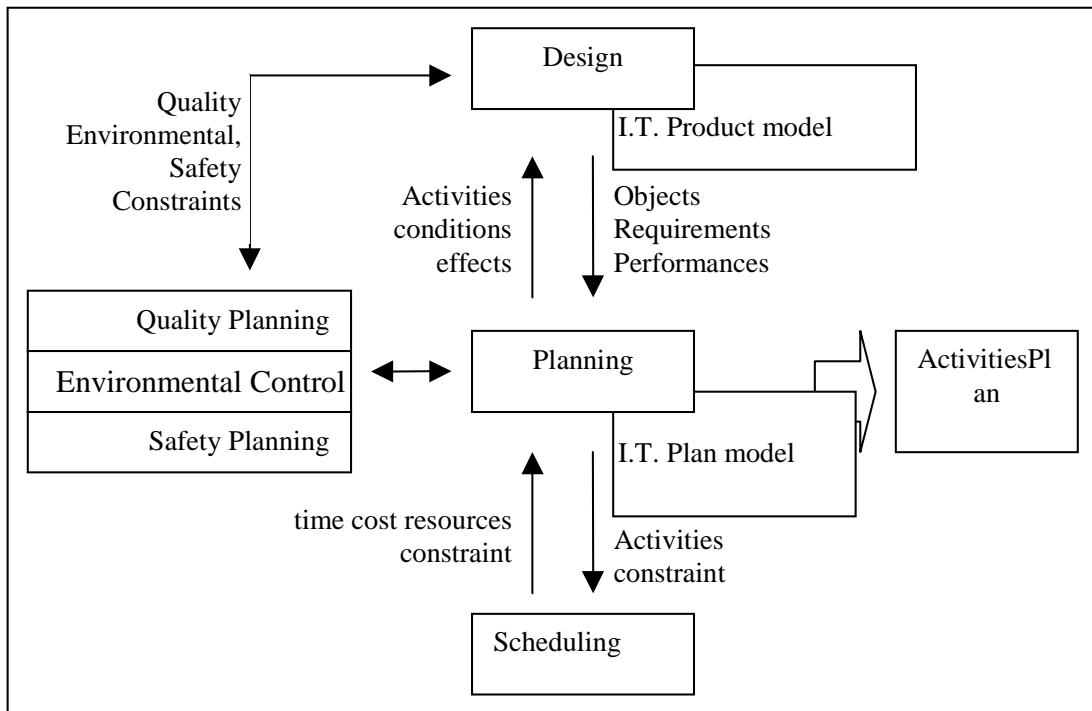 Design
I.T. Product model
Quality
Environmental,
Safety
Constraints
Activities
conditions
effects
Objects
Requirements
Performances
Quality Planning
Environmental Control
Safety Planning
Planning
I.T. Plan model
ActivitiesPl
an
time cost resources
constraint
Activities
constraint
Scheduling